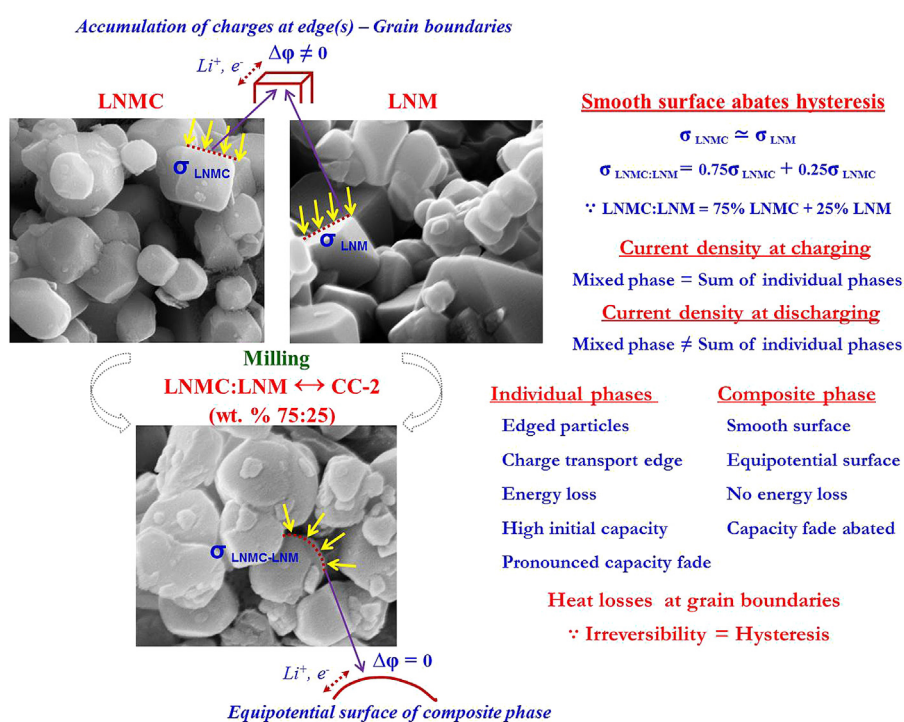 Accumulation of charges at edge(s) – Grain boundaries
Li⁺, e⁻
Δφ ≠ 0
LNMC
LNM
σ LNMC
σ LNM
Milling
LNMC:LNM ↔ CC-2
(wt. % 75:25)
σ LNMC-LNM
Li⁺, e⁻
Δφ = 0
Equipotential surface of composite phase
Smooth surface abates hysteresis
σ LNMC ≃ σ LNM
σ LNMC:LNM = 0.75σ LNMC + 0.25σ LNMC
∵ LNMC:LNM = 75% LNMC + 25% LNM
Current density at charging
Mixed phase = Sum of individual phases
Current density at discharging
Mixed phase ≠ Sum of individual phases
Individual phases
Edged particles
Charge transport edge
Energy loss
High initial capacity
Pronounced capacity fade
Composite phase
Smooth surface
Equipotential surface
No energy loss
Capacity fade abated
Heat losses at grain boundaries
∵ Irreversibility = Hysteresis